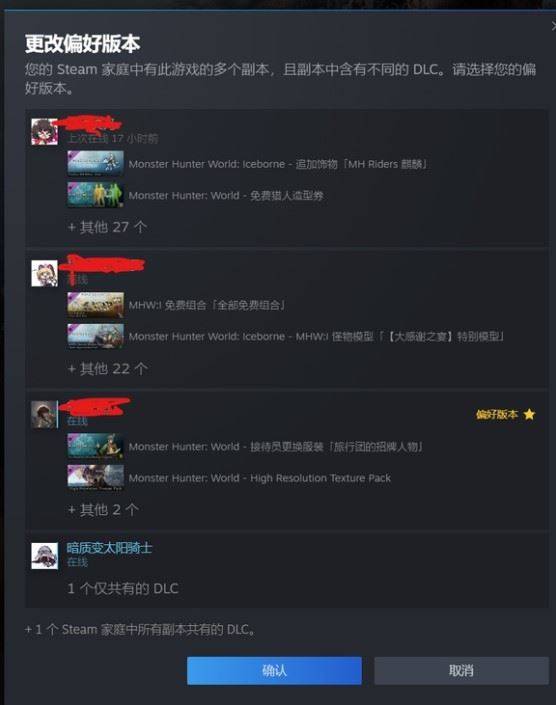 更改偏好版本
您的 Steam 家庭中有此游戏的多个副本，且副本中含有不同的 DLC。请选择您的偏
好版本。
上次在线 17 小时前
Monster Hunter World: Iceborne - 追加饰物「MH Riders 麒麟」
Monster Hunter: World - 免费猎人造型券
+ 其他 27 个
MHW:I 免费组合「全部免费组合」
Monster Hunter World: Iceborne - MHW:I 怪物模型「【大感谢之宴】特别模型」
+ 其他 22 个
偏好版本
在线
Monster Hunter: World - 接待员更换服装「旅行团的招牌人物」
Monster Hunter: World - High Resolution Texture Pack
+ 其他 2 个
暗质变太阳骑士
在线
1 个仅共有的 DLC
+ 1 个 Steam 家庭中所有副本共有的 DLC。
确认
取消